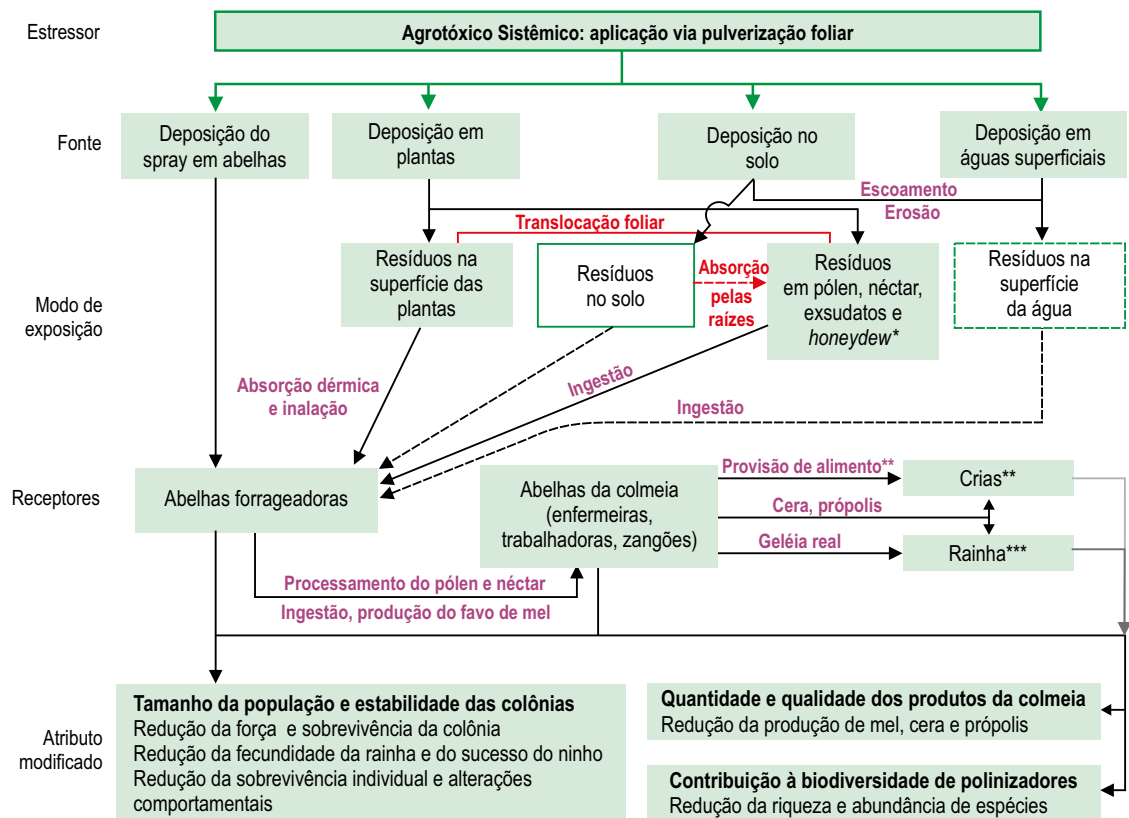 Estressor
Agrotóxico Sistêmico: aplicação via pulverização foliar
Fonte
Deposição do
spray em abelhas
Deposição em
plantas
Deposição no
solo
Deposição em
águas superficiais
Escoamento
Erosão
Translocação foliar
Modo de
exposição
Resíduos na
superfície das
plantas
Resíduos
no solo
Absorção
pelas
raízes
Resíduos
em pólen, néctar,
exsudatos e
honeydew*
Resíduos na
superfície
da água
Absorção dérmica
e inalação
Ingestão
Ingestão
Receptores
Abelhas forrageadoras
Abelhas da colmeia
(enfermeiras,
trabalhadoras, zangões)
Provisão de alimento**
Crias**
Cera, própolis
Geléia real
Rainha***
Processamento do pólen e néctar
Ingestão, produção do favo de mel
Atributo
modificado
Tamanho da população e estabilidade das colônias
Redução da força e sobrevivência da colônia
Redução da fecundidade da rainha e do sucesso do ninho
Redução da sobrevivência individual e alterações
comportamentais
Quantidade e qualidade dos produtos da colmeia
Redução da produção de mel, cera e própolis
Contribuição à biodiversidade de polinizadores
Redução da riqueza e abundância de espécies